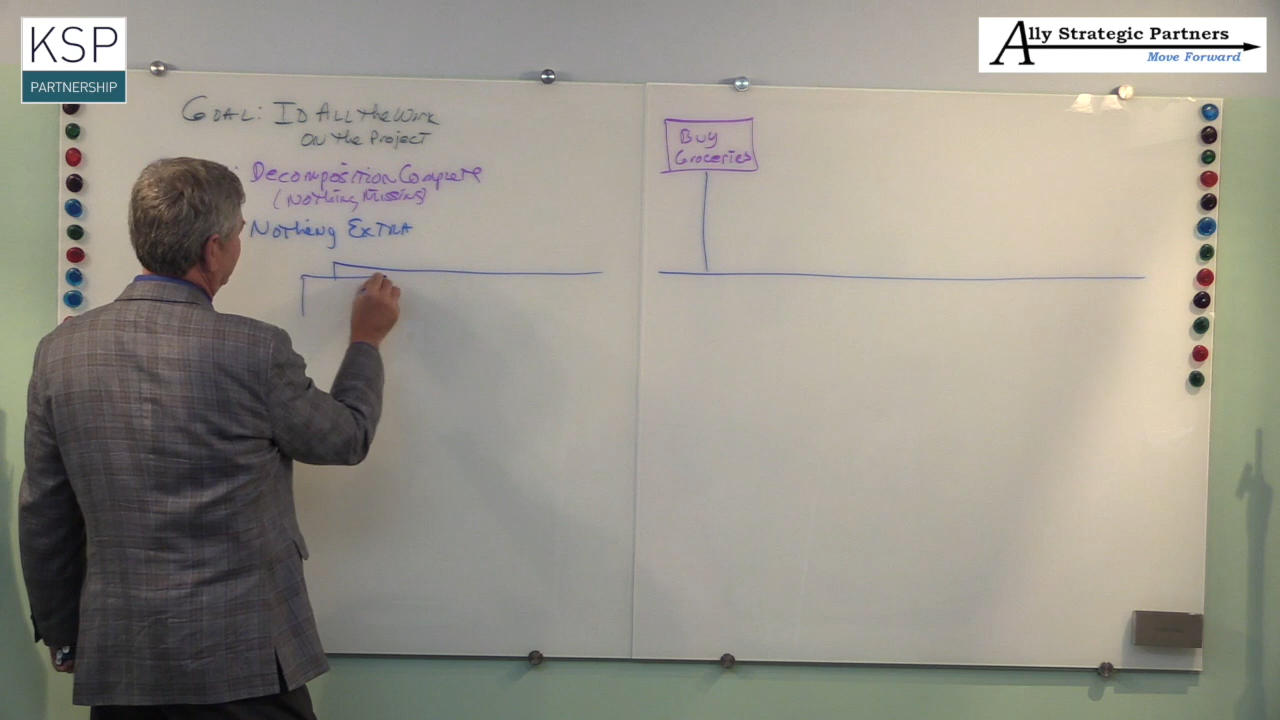 KSP
PARTNERSHIP
Ally Strategic Partners
Move Forward
GOAL: ID ALL the Work
ON the Project
: Decomposition Complete
(Nothing Missing)
Nothing EXTRA
Buy
Groceries